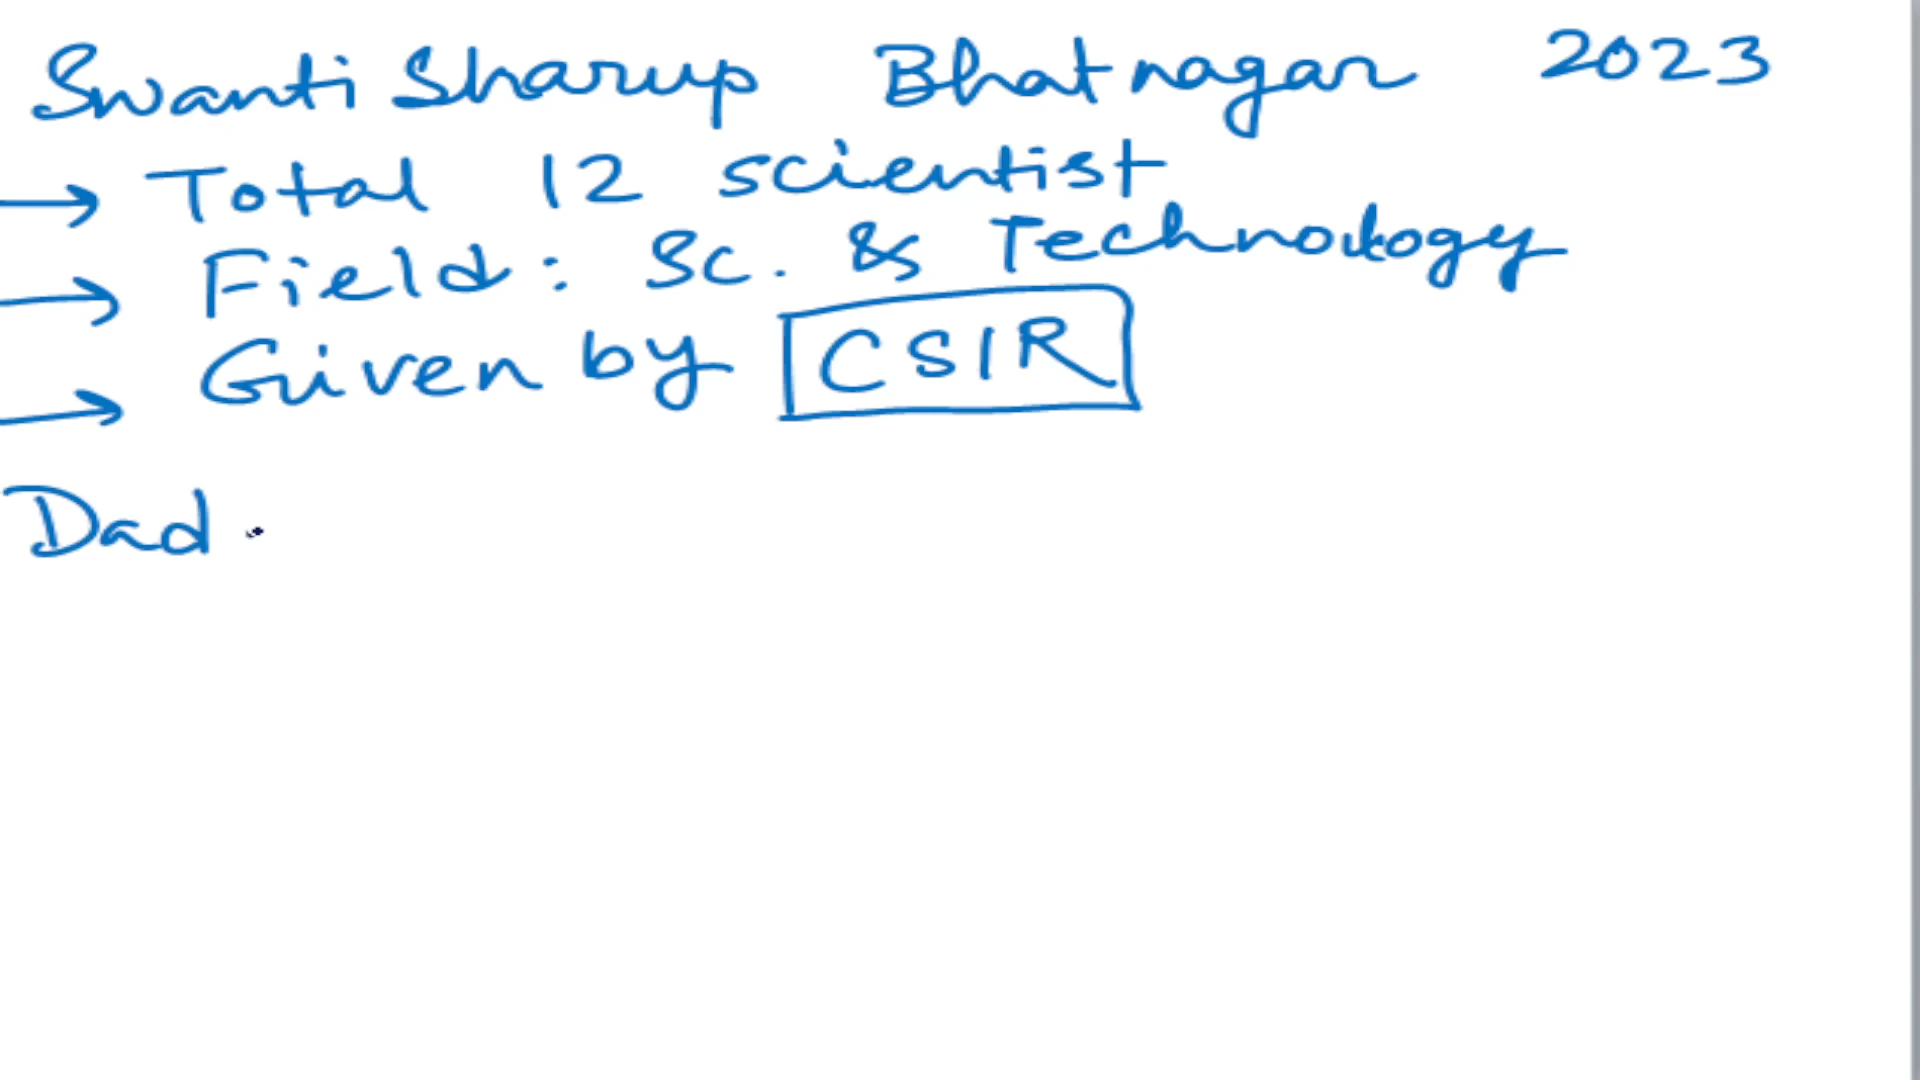 Swanti Sharup Bhatnagar 2023
→ Total 12 scientist
→ Field: Sc. & Technology
→ Given by CSIR
Dad